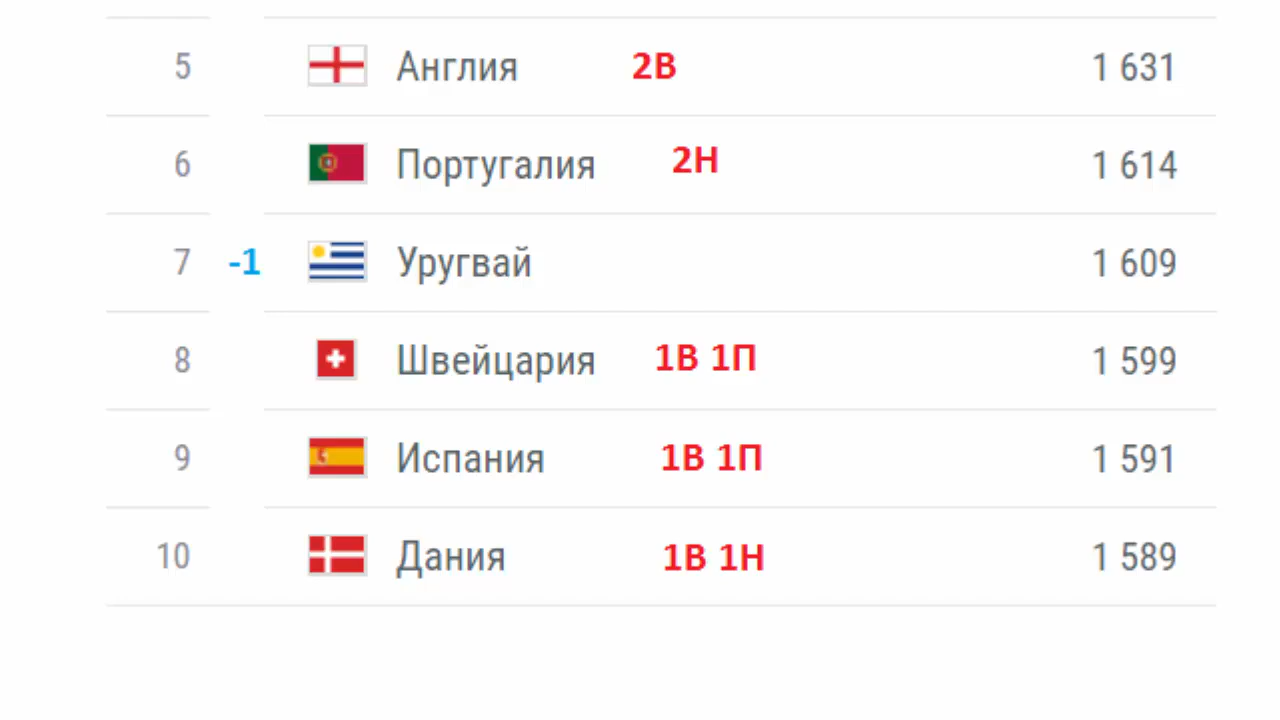 5 Англия 2В 1 631
6 Португалия 2Н 1 614
7 -1 Уругвай 1 609
8 Швейцария 1В 1П 1 599
9 Испания 1В 1П 1 591
10 Дания 1В 1Н 1 589